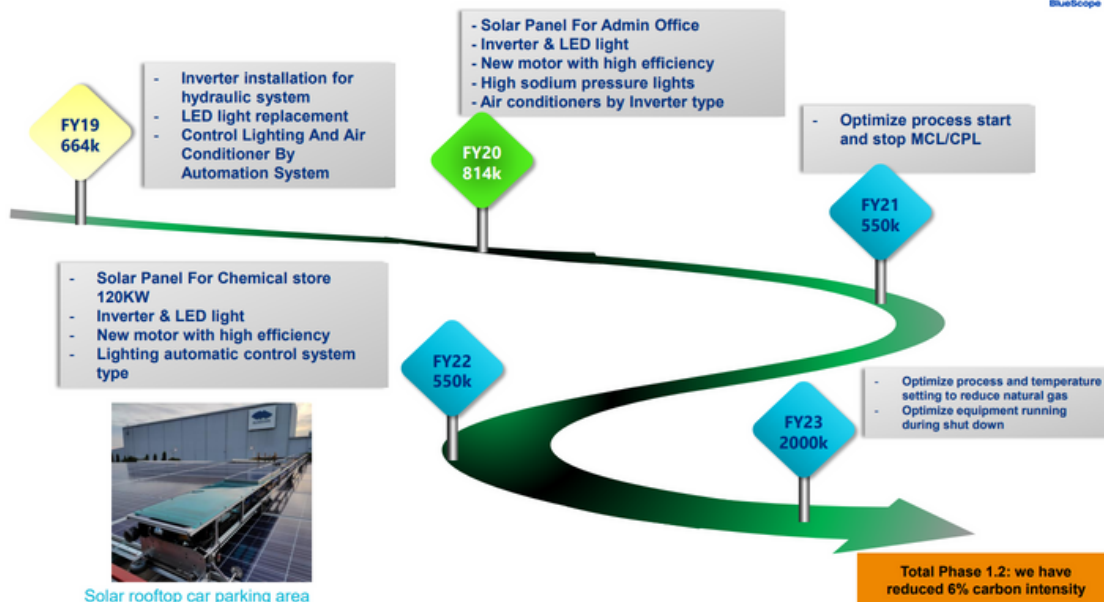 BlueScope
FY19
664k
- Inverter installation for
hydraulic system
- LED light replacement
- Control Lighting And Air
Conditioner By
Automation System
- Solar Panel For Admin Office
- Inverter & LED light
- New motor with high efficiency
- High sodium pressure lights
- Air conditioners by Inverter type
FY20
814k
- Optimize process start
and stop MCL/CPL
FY21
550k
- Solar Panel For Chemical store
120KW
- Inverter & LED light
- New motor with high efficiency
- Lighting automatic control system
type
FY22
550k
- Optimize process and temperature
setting to reduce natural gas
- Optimize equipment running
during shut down
FY23
2000k
Solar rooftop car parking area
Total Phase 1.2: we have
reduced 6% carbon intensity